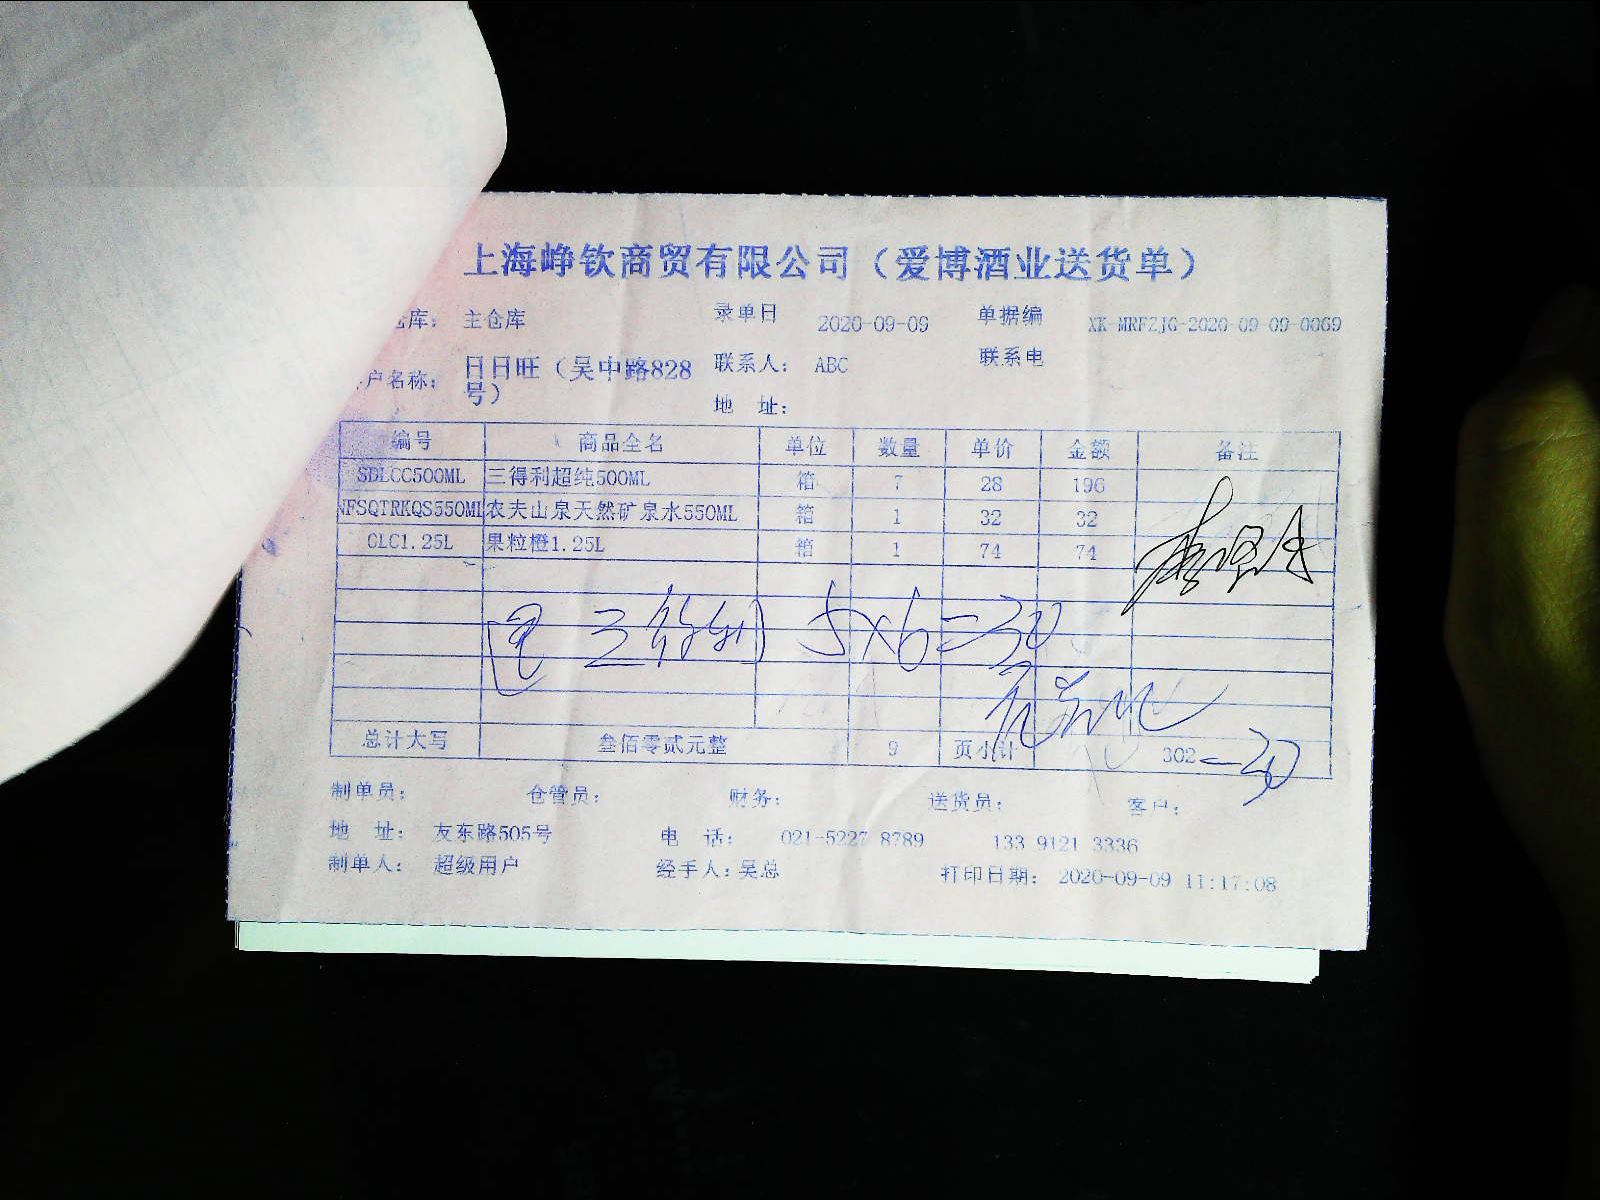 上海峥钦商贸有限公司（爱博酒业送货单）
仓库： 主仓库 录单日 2020-09-09 单据编 XK-MRFZJG-2020-09-09-0069
户名称： 日日旺（吴中路828号） 联系人： ABC 联系电
地 址：
编号 商品全名 单位 数量 单价 金额 备注
SDLCC500ML 三得利超纯500ML 箱 7 28 196
NFSQTRKQS550ML 农夫山泉天然矿泉水550ML 箱 1 32 32
GLC1.25L 果粒橙1.25L 箱 1 74 74
三得利 5×6=30
总计大写 叁佰零贰元整 9 页小计 302-30
制单员： 仓管员： 财务： 送货员： 客户：
地 址： 友东路505号 电 话： 021-5227 8789 133 9121 3336
制单人： 超级用户 经手人：吴总 打印日期： 2020-09-09 11:17:08